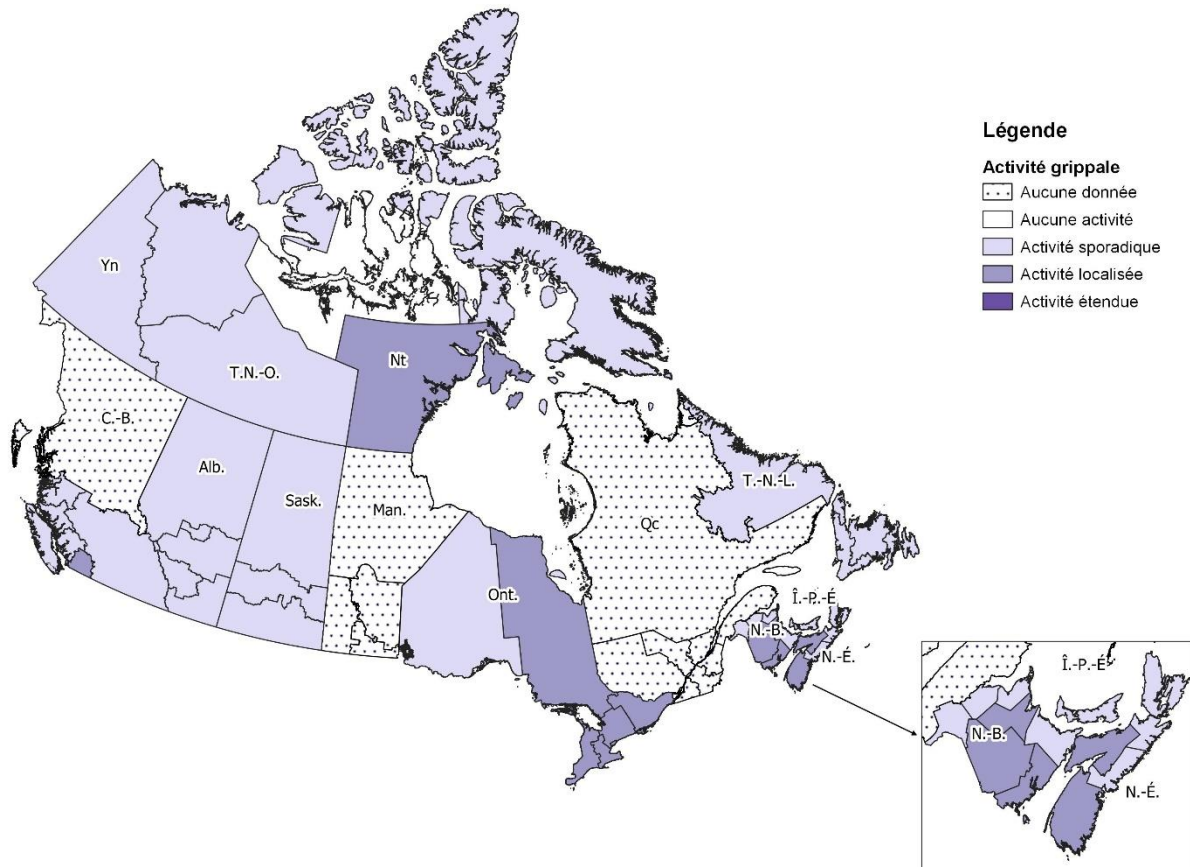 Légende
Activité grippale
Aucune donnée
Aucune activité
Activité sporadique
Activité localisée
Activité étendue
Yn
T.N.-O.
Nt
C.-B.
Alb.
Sask.
Man.
Ont.
Qc
T.-N.-L.
Î.-P.-É
N.-B.
N.-É.
Î.-P.-É
N.-B.
N.-É.